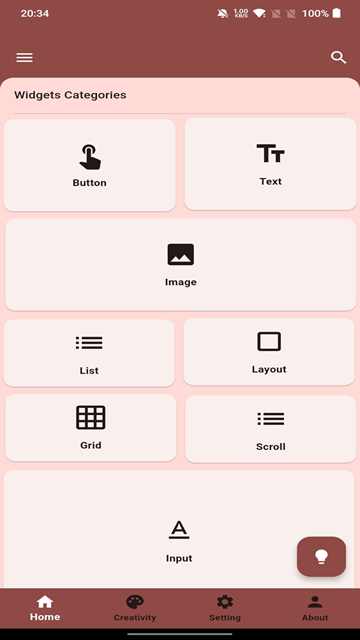 20:34
1.00
KB/S
100%
Widgets Categories
Button
Text
Image
List
Layout
Grid
Scroll
Input
Home
Creativity
Setting
About